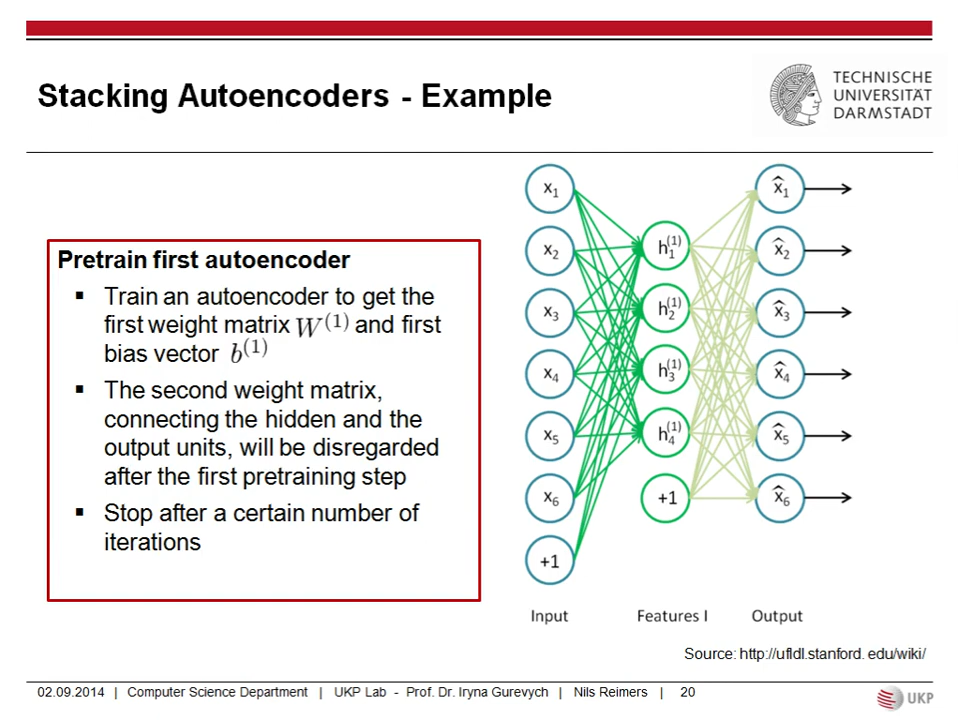 Stacking Autoencoders - Example
TECHNISCHE
UNIVERSITÄT
DARMSTADT
Pretrain first autoencoder
▪ Train an autoencoder to get the
first weight matrix W^(1) and first
bias vector b^(1)
▪ The second weight matrix,
connecting the hidden and the
output units, will be disregarded
after the first pretraining step
▪ Stop after a certain number of
iterations
x₁
x₂
x₃
x₄
x₅
x₆
+1
Input
h₁^(1)
h₂^(1)
h₃^(1)
h₄^(1)
+1
Features I
x̂₁
x̂₂
x̂₃
x̂₄
x̂₅
x̂₆
Output
Source: http://ufldl.stanford. edu/wiki/
02.09.2014 | Computer Science Department | UKP Lab - Prof. Dr. Iryna Gurevych | Nils Reimers | 20
UKP